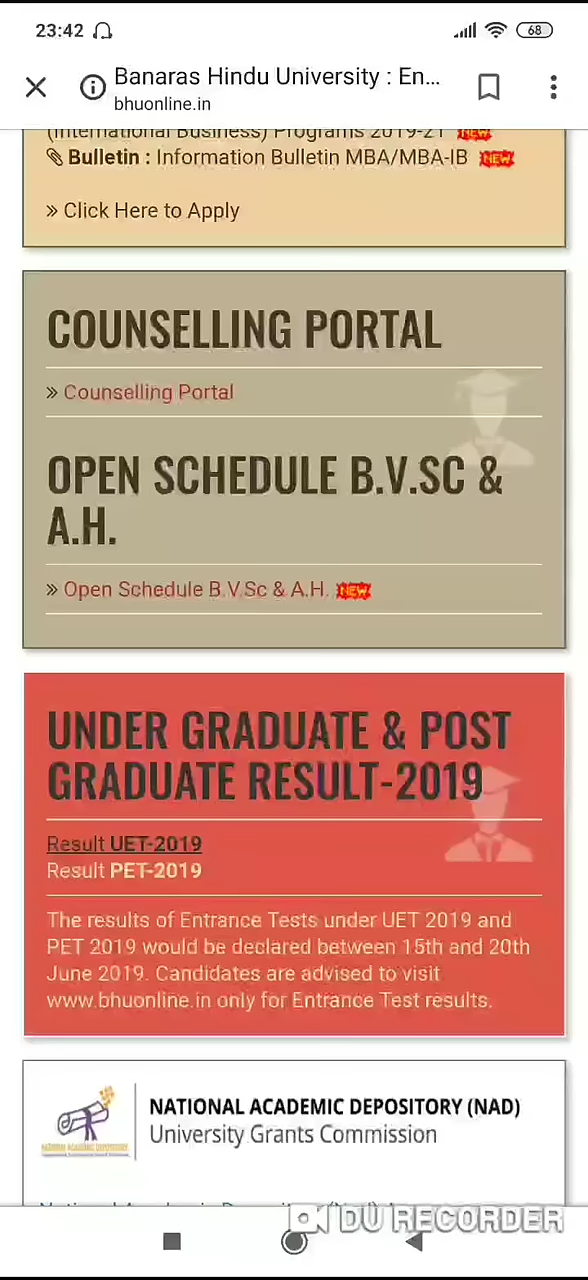 23:42
68
Banaras Hindu University : En...
bhuonline.in
(International Business) Programs 2019-21 NEW
Bulletin : Information Bulletin MBA/MBA-IB NEW
» Click Here to Apply
COUNSELLING PORTAL
» Counselling Portal
OPEN SCHEDULE B.V.SC &
A.H.
» Open Schedule B.V.Sc & A.H. NEW
UNDER GRADUATE & POST
GRADUATE RESULT-2019
Result UET-2019
Result PET-2019
The results of Entrance Tests under UET 2019 and
PET 2019 would be declared between 15th and 20th
June 2019. Candidates are advised to visit
www.bhuonline.in only for Entrance Test results.
NATIONAL ACADEMIC DEPOSITORY (NAD)
University Grants Commission
NATIONAL ACADEMIC DEPOSITORY
DU RECORDER